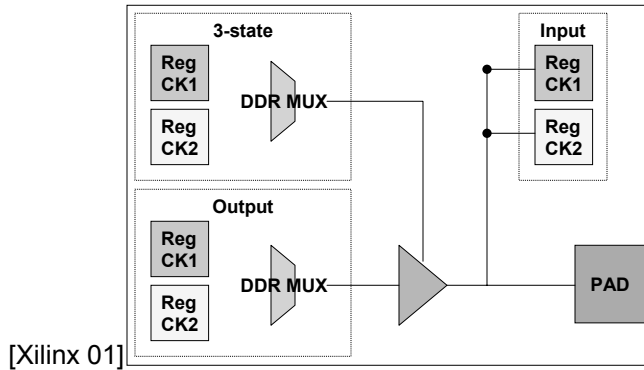 3-state
Input
Reg
CK1
DDR MUX
Reg
CK2
Reg
CK1
Reg
CK2
Output
Reg
CK1
DDR MUX
Reg
CK2
PAD
[Xilinx 01]